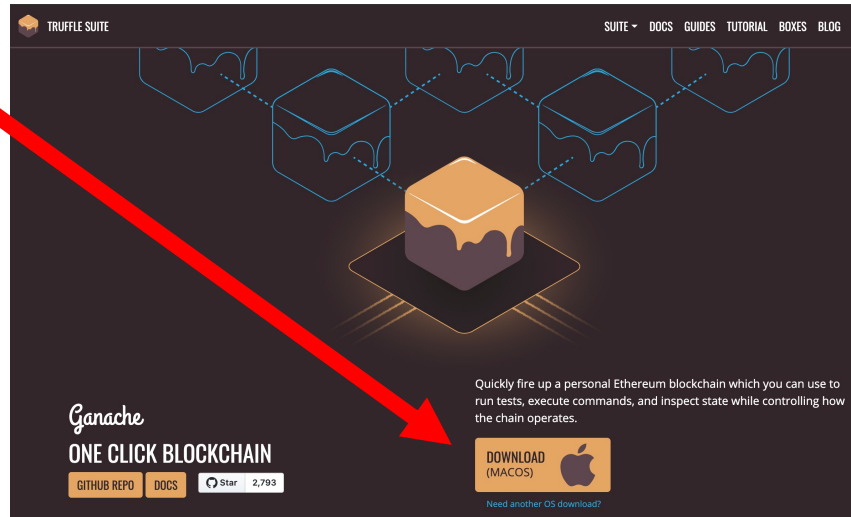 TRUFFLE SUITE
SUITE DOCS GUIDES TUTORIAL BOXES BLOG
Ganache
ONE CLICK BLOCKCHAIN
GITHUB REPO DOCS Star 2,793
Quickly fire up a personal Ethereum blockchain which you can use to
run tests, execute commands, and inspect state while controlling how
the chain operates.
DOWNLOAD
(MACOS)
Need another OS download?